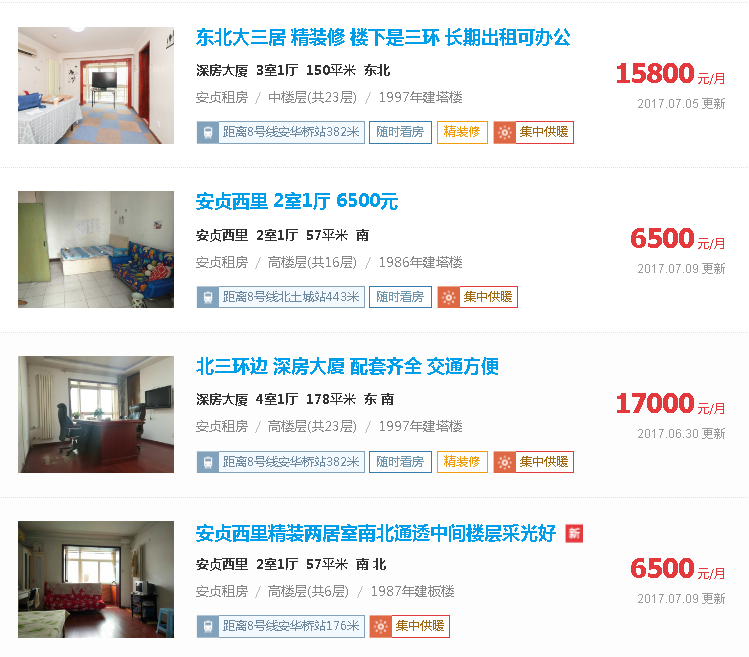 东北大三居 精装修 楼下是三环 长期出租可办公
深房大厦 3室1厅 150平米 东北
15800元/月
安贞租房 / 中楼层(共23层) / 1997年建塔楼
2017.07.05 更新
距离8号线安华桥站382米 随时看房 精装修 集中供暖
安贞西里 2室1厅 6500元
安贞西里 2室1厅 57平米 南
6500元/月
安贞租房 / 高楼层(共16层) / 1986年建塔楼
2017.07.09 更新
距离8号线北土城站443米 随时看房 集中供暖
北三环边 深房大厦 配套齐全 交通方便
深房大厦 4室1厅 178平米 东 南
17000元/月
安贞租房 / 高楼层(共23层) / 1997年建塔楼
2017.06.30 更新
距离8号线安华桥站382米 随时看房 精装修 集中供暖
安贞西里精装两居室南北通透中间楼层采光好 新
安贞西里 2室1厅 57平米 南 北
6500元/月
安贞租房 / 高楼层(共6层) / 1987年建板楼
2017.07.09 更新
距离8号线安华桥站176米 集中供暖